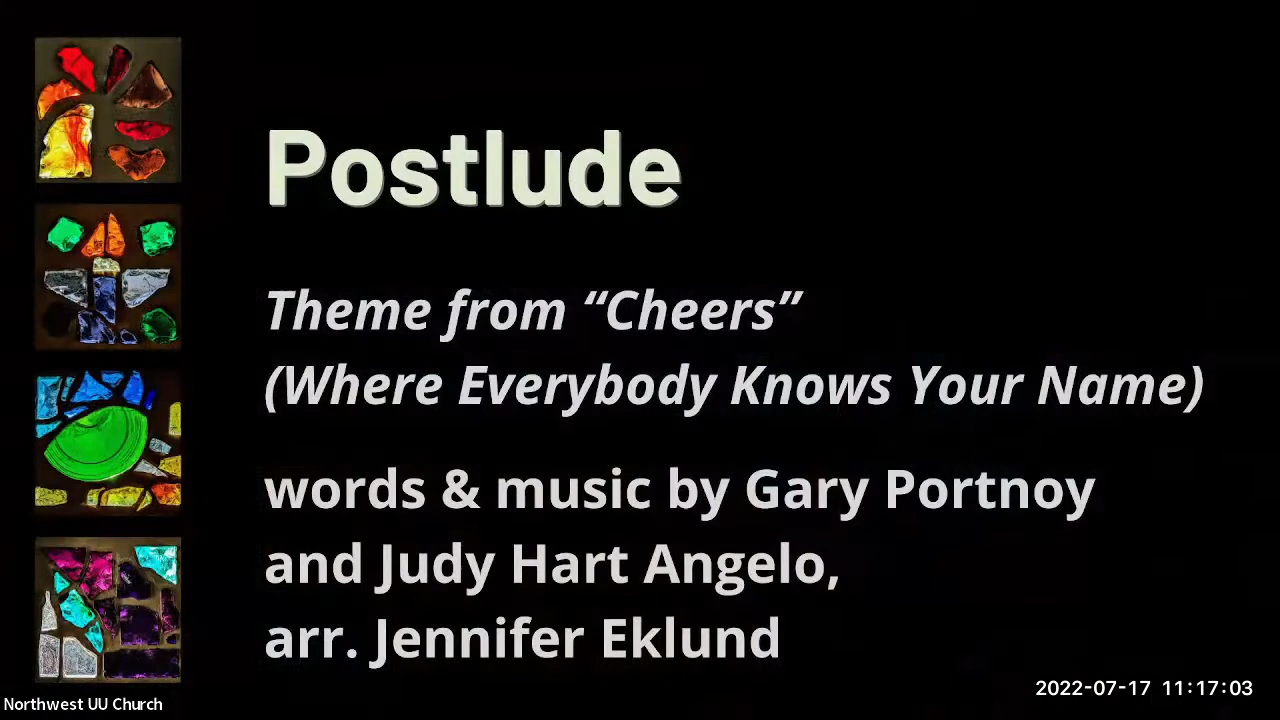 Postlude
Theme from “Cheers”
(Where Everybody Knows Your Name)
words & music by Gary Portnoy
and Judy Hart Angelo,
arr. Jennifer Eklund
2022-07-17 11:17:03
Northwest UU Church